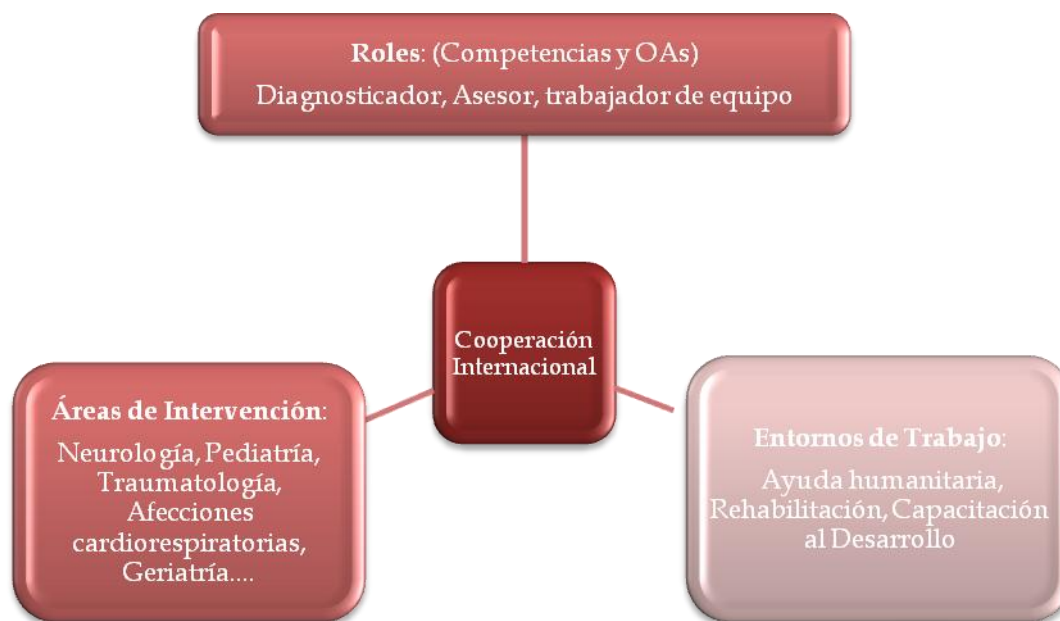 Roles: (Competencias y OAs)
Diagnosticador, Asesor, trabajador de equipo
Cooperación
Internacional
Áreas de Intervención:
Neurología, Pediatría,
Traumatología,
Afecciones
cardiorespiratorias,
Geriatría....
Entornos de Trabajo:
Ayuda humanitaria,
Rehabilitación, Capacitación
al Desarrollo